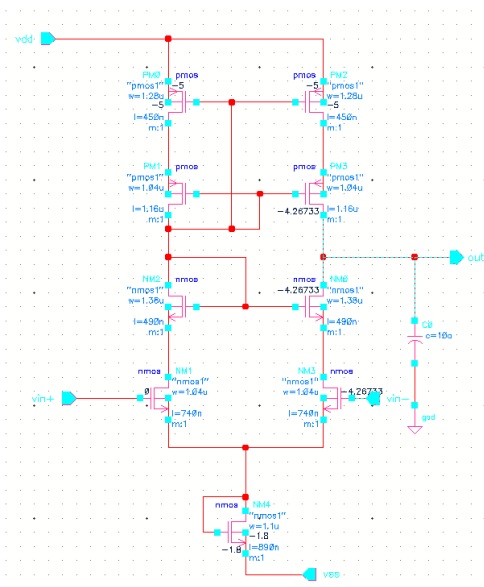 vdd
PM0
pmos
"pmos1"
-5
w=1.28u
-5
l=450n
m:1
PM2
pmos
"pmos1"
-5
w=1.28u
-5
l=450n
m:1
PM1
pmos
"pmos1"
w=1.04u
l=1.16u
m:1
PM3
pmos
"pmos1"
w=1.04u
-4.26733
l=1.16u
m:1
out
NM2
nmos
"nmos1"
w=1.38u
l=490n
m:1
NM0
nmos
-4.26733
"nmos1"
w=1.38u
l=490n
m:1
C0
c=10a
gnd
vin+
nmos
NM1
"nmos1"
0
w=1.04u
l=740n
m:1
NM3
nmos
"nmos1"
w=1.04u
-4.26733
l=740n
m:1
vin-
nmos
NM4
"nmos1"
w=1.1u
-1.8
-1.8
l=890n
m:1
vss